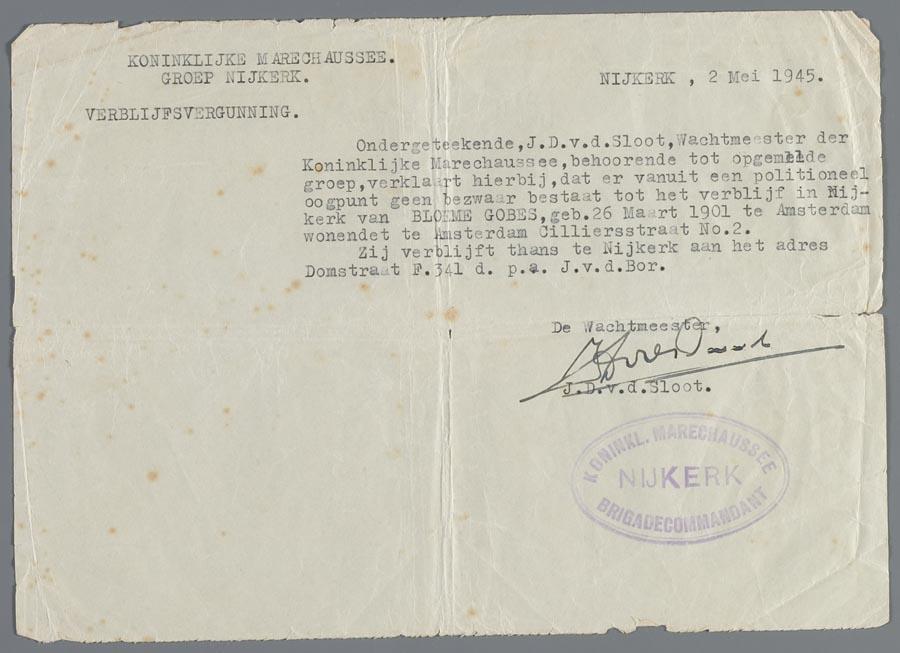 KONINKLIJKE MARECHAUSSEE.
GROEP NIJKERK.
NIJKERK , 2 Mei 1945.
VERBLIJFSVERGUNNING.
Ondergeteekende,J.D.v.d.Sloot,Wachtmeester der
Koninklijke Marechaussee,behoorende tot opgemelde
groep,verklaart hierbij,dat er vanuit een politioneel
oogpunt geen bezwaar bestaat tot het verblijf in Nij-
kerk van BLOEME GOBES,geb.26 Maart 1901 te Amsterdam
wonendet te Amsterdam Cilliersstraat No.2.
Zij verblijft thans te Nijkerk aan het adres
Domstraat F.341 d. p.a. J.v.d.Bor.
De Wachtmeester,
J.D.v.d.Sloot.
KONINKL. MARECHAUSSEE
NIJKERK
BRIGADECOMMANDANT